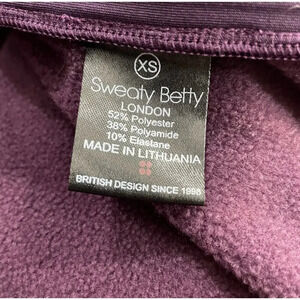 XS
Sweaty Betty
LONDON
52% Polyester
38% Polyamide
10% Elastane
MADE IN LITHUANIA
BRITISH DESIGN SINCE 1998